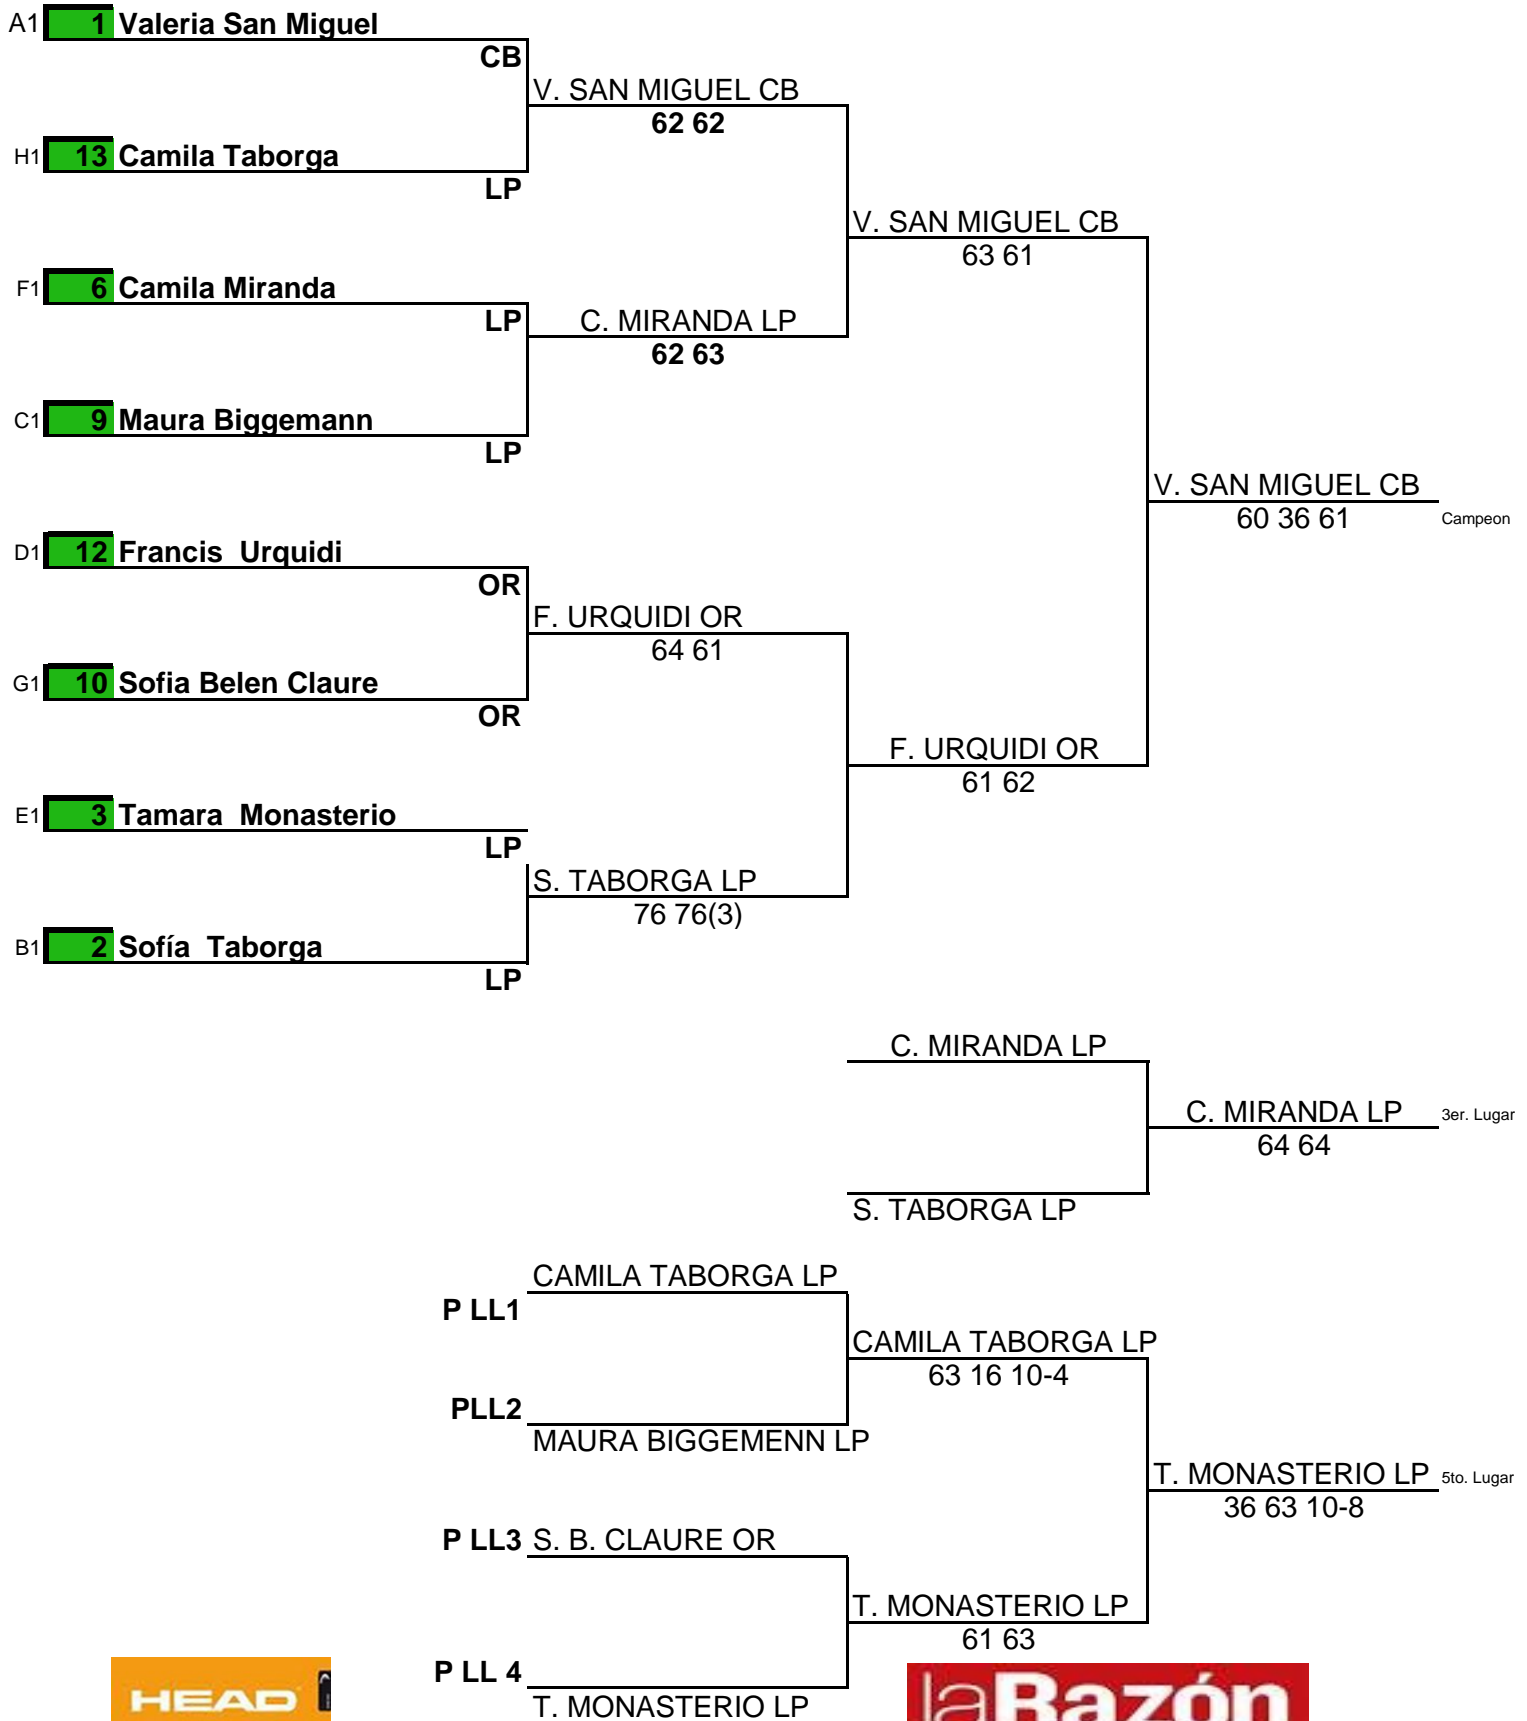 A1 1 Valeria San Miguel
CB
V. SAN MIGUEL CB
62 62
H1 13 Camila Taborga
LP
V. SAN MIGUEL CB
63 61
F1 6 Camila Miranda
LP
C. MIRANDA LP
62 63
C1 9 Maura Biggemann
LP
V. SAN MIGUEL CB
60 36 61
Campeon
D1 12 Francis Urquidi
OR
F. URQUIDI OR
64 61
G1 10 Sofia Belen Claure
OR
F. URQUIDI OR
61 62
E1 3 Tamara Monasterio
LP
S. TABORGA LP
76 76(3)
B1 2 Sofía Taborga
LP
C. MIRANDA LP
C. MIRANDA LP
3er. Lugar
64 64
S. TABORGA LP
CAMILA TABORGA LP
P LL1
CAMILA TABORGA LP
63 16 10-4
PLL2
MAURA BIGGEMENN LP
T. MONASTERIO LP
5to. Lugar
36 63 10-8
P LL3 S. B. CLAURE OR
T. MONASTERIO LP
61 63
P LL 4
T. MONASTERIO LP
HEAD
laRazón